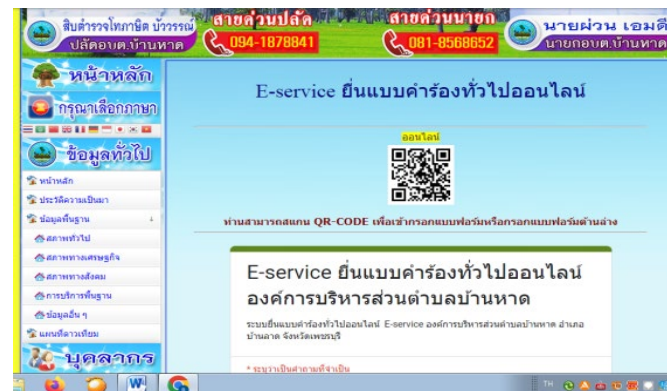 สิบตำรวจโทภาษิต บัวรรณ์
ปลัดอบต.บ้านหาด
สายด่วนปลัด
094-1878841
สายด่วนนายก
081-8568652
นายผ่วน เอมดี
นายกอบต.บ้านหาด
หน้าหลัก
กรุณาเลือกภาษา
ข้อมูลทั่วไป
หน้าหลัก
ประวัติความเป็นมา
ข้อมูลพื้นฐาน
สภาพทั่วไป
สภาพทางเศรษฐกิจ
สภาพทางสังคม
การบริการพื้นฐาน
ข้อมูลอื่น ๆ
แผนที่ดาวเทียม
บุคลากร
E-service ยื่นแบบคำร้องทั่วไปออนไลน์
ออนไลน์
ท่านสามารถสแกน QR-CODE เพื่อเข้ากรอกแบบฟอร์มหรือกรอกแบบฟอร์มด้านล่าง
E-service ยื่นแบบคำร้องทั่วไปออนไลน์
องค์การบริหารส่วนตำบลบ้านหาด
ระบบยื่นแบบคำร้องทั่วไปออนไลน์ E-service องค์การบริหารส่วนตำบลบ้านหาด อำเภอ
บ้านลาด จังหวัดเพชรบุรี
* ระบุว่าเป็นคำถามที่จำเป็น
TH